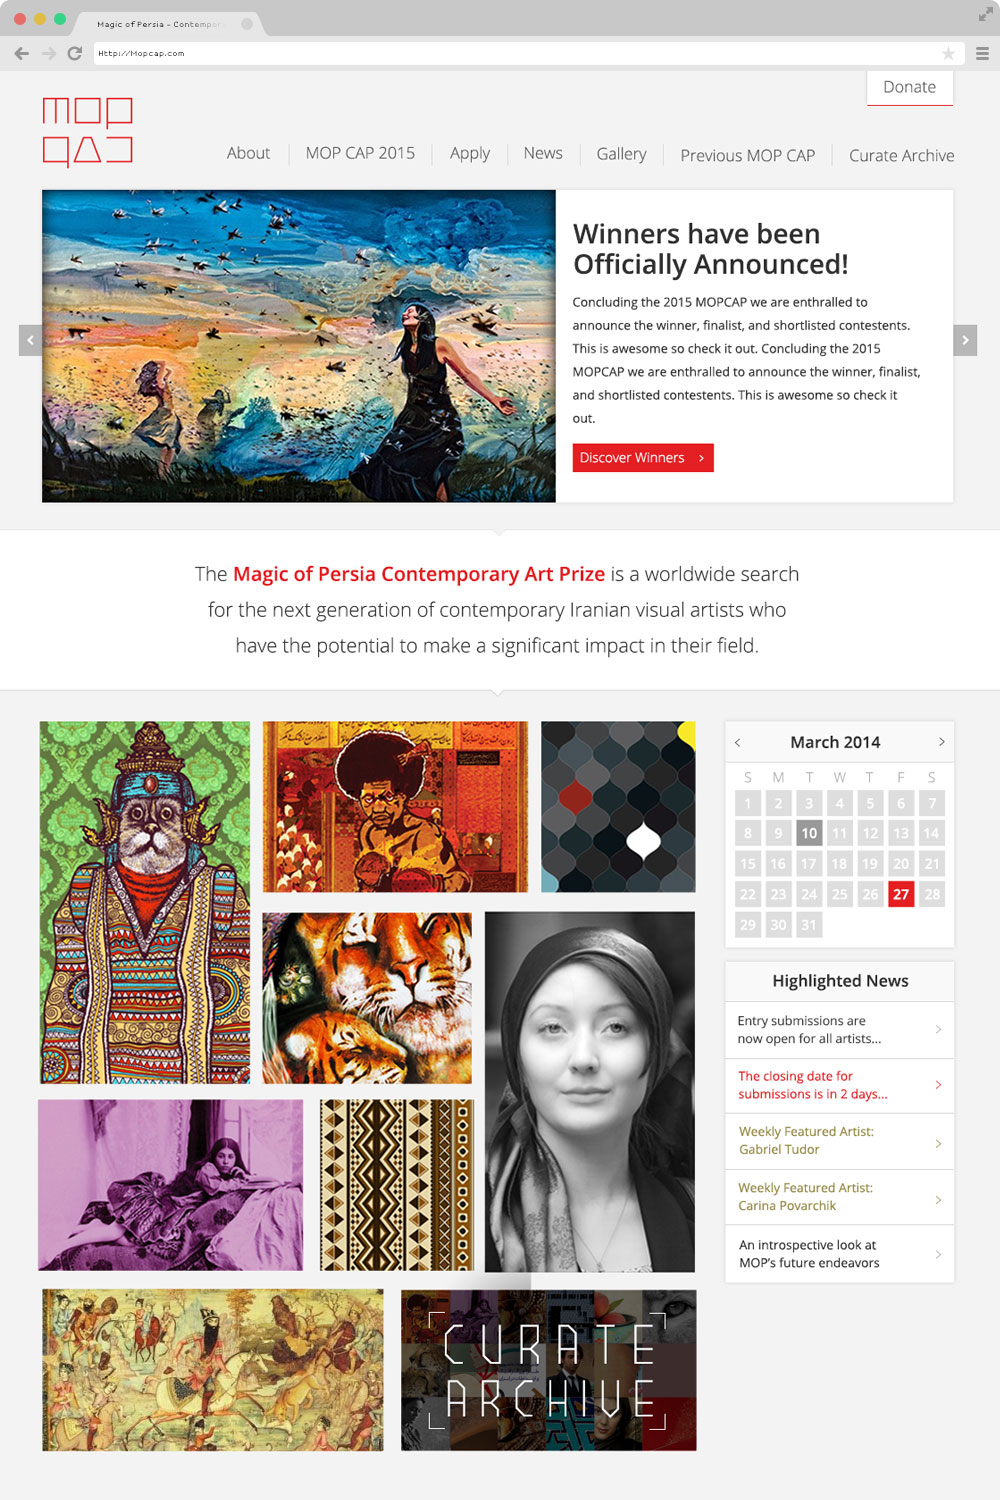 Magic of Persia - Contempor
Http://Mopcap.com
Donate
MOP
CAP
About
MOP CAP 2015
Apply
News
Gallery
Previous MOP CAP
Curate Archive
Winners have been
Officially Announced!
Concluding the 2015 MOPCAP we are enthralled to
announce the winner, finalist, and shortlisted contestents.
This is awesome so check it out. Concluding the 2015
MOPCAP we are enthralled to announce the winner, finalist,
and shortlisted contestents. This is awesome so check it
out.
Discover Winners >
The Magic of Persia Contemporary Art Prize is a worldwide search
for the next generation of contemporary Iranian visual artists who
have the potential to make a significant impact in their field.
March 2014
S M T W T F S
1 2 3 4 5 6 7
8 9 10 11 12 13 14
15 16 17 18 19 20 21
22 23 24 25 26 27 28
29 30 31
Highlighted News
Entry submissions are
now open for all artists...
The closing date for
submissions is in 2 days...
Weekly Featured Artist:
Gabriel Tudor
Weekly Featured Artist:
Carina Povarchik
An introspective look at
MOP's future endeavors
CURATE
ARCHIVE